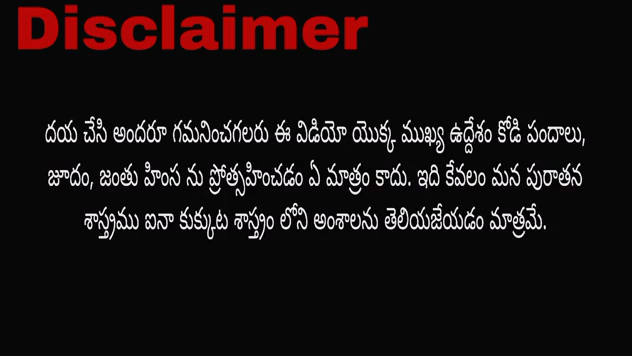 Disclaimer
దయ చేసి అందరూ గమనించగలరు ఈ విడియో యొక్క ముఖ్య ఉద్దేశం కోడి పందాలు,
జూదం, జంతు హింస ను ప్రోత్సహించడం ఏ మాత్రం కాదు. ఇది కేవలం మన పురాతన
శాస్త్రము ఐనా కుక్కుట శాస్త్రం లోని అంశాలను తెలియజేయడం మాత్రమే.